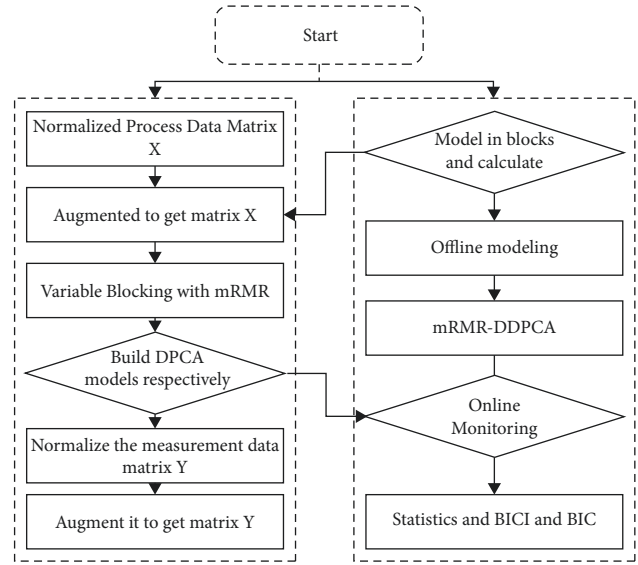 Start
Normalized Process Data Matrix
X
Augmented to get matrix X
Variable Blocking with mRMR
Build DPCA
models respectively
Normalize the measurement data
matrix Y
Augment it to get matrix Y
Model in blocks
and calculate
Offline modeling
mRMR-DDPCA
Online
Monitoring
Statistics and BICI and BIC